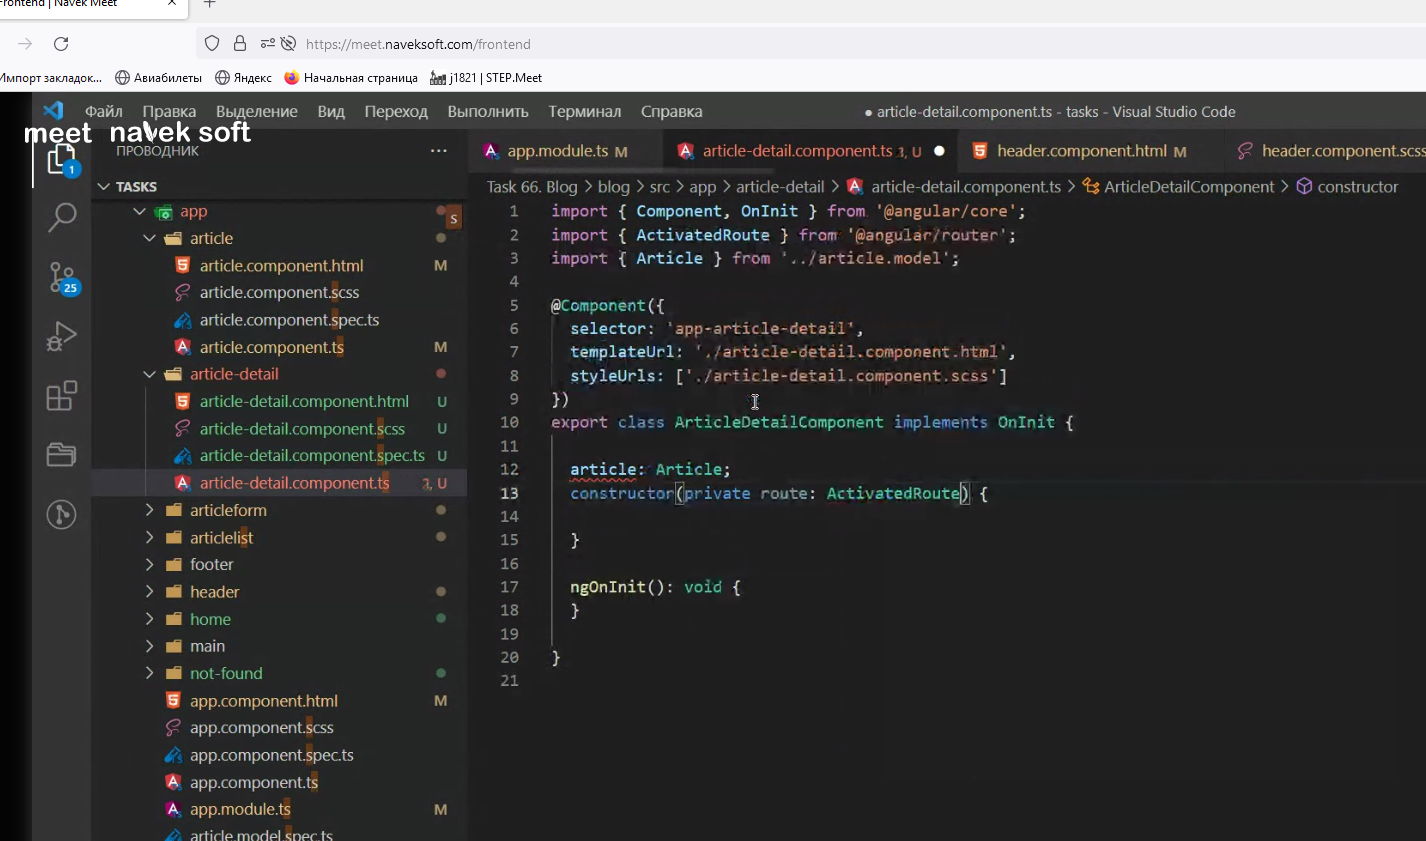 Frontend | Navek Meet
https://meet.naveksoft.com/frontend
Импорт закладок... Авиабилеты Яндекс Начальная страница j1821 | STEP.Meet
Файл Правка Выделение Вид Переход Выполнить Терминал Справка ● article-detail.component.ts - tasks - Visual Studio Code
meet navek soft
ПРОВОДНИК ...
app.module.ts M article-detail.component.ts 3, U ● header.component.html M header.component.scss
1
TASKS
Task 66. Blog > blog > src > app > article-detail > article-detail.component.ts > ArticleDetailComponent > constructor
app
s
article
article.component.html M
article.component.scss
25
article.component.spec.ts
article.component.ts M
article-detail
article-detail.component.html U
article-detail.component.scss U
article-detail.component.spec.ts U
article-detail.component.ts 3, U
articleform
articlelist
footer
header
home
main
not-found
app.component.html M
app.component.scss
app.component.spec.ts
app.component.ts
app.module.ts M
article.model.spec.ts
1 import { Component, OnInit } from '@angular/core';
2 import { ActivatedRoute } from '@angular/router';
3 import { Article } from '../article.model';
4
5 @Component({
6 selector: 'app-article-detail',
7 templateUrl: './article-detail.component.html',
8 styleUrls: ['./article-detail.component.scss']
9 })
10 export class ArticleDetailComponent implements OnInit {
11
12 article: Article;
13 constructor(private route: ActivatedRoute) {
14
15 }
16
17 ngOnInit(): void {
18 }
19
20 }
21